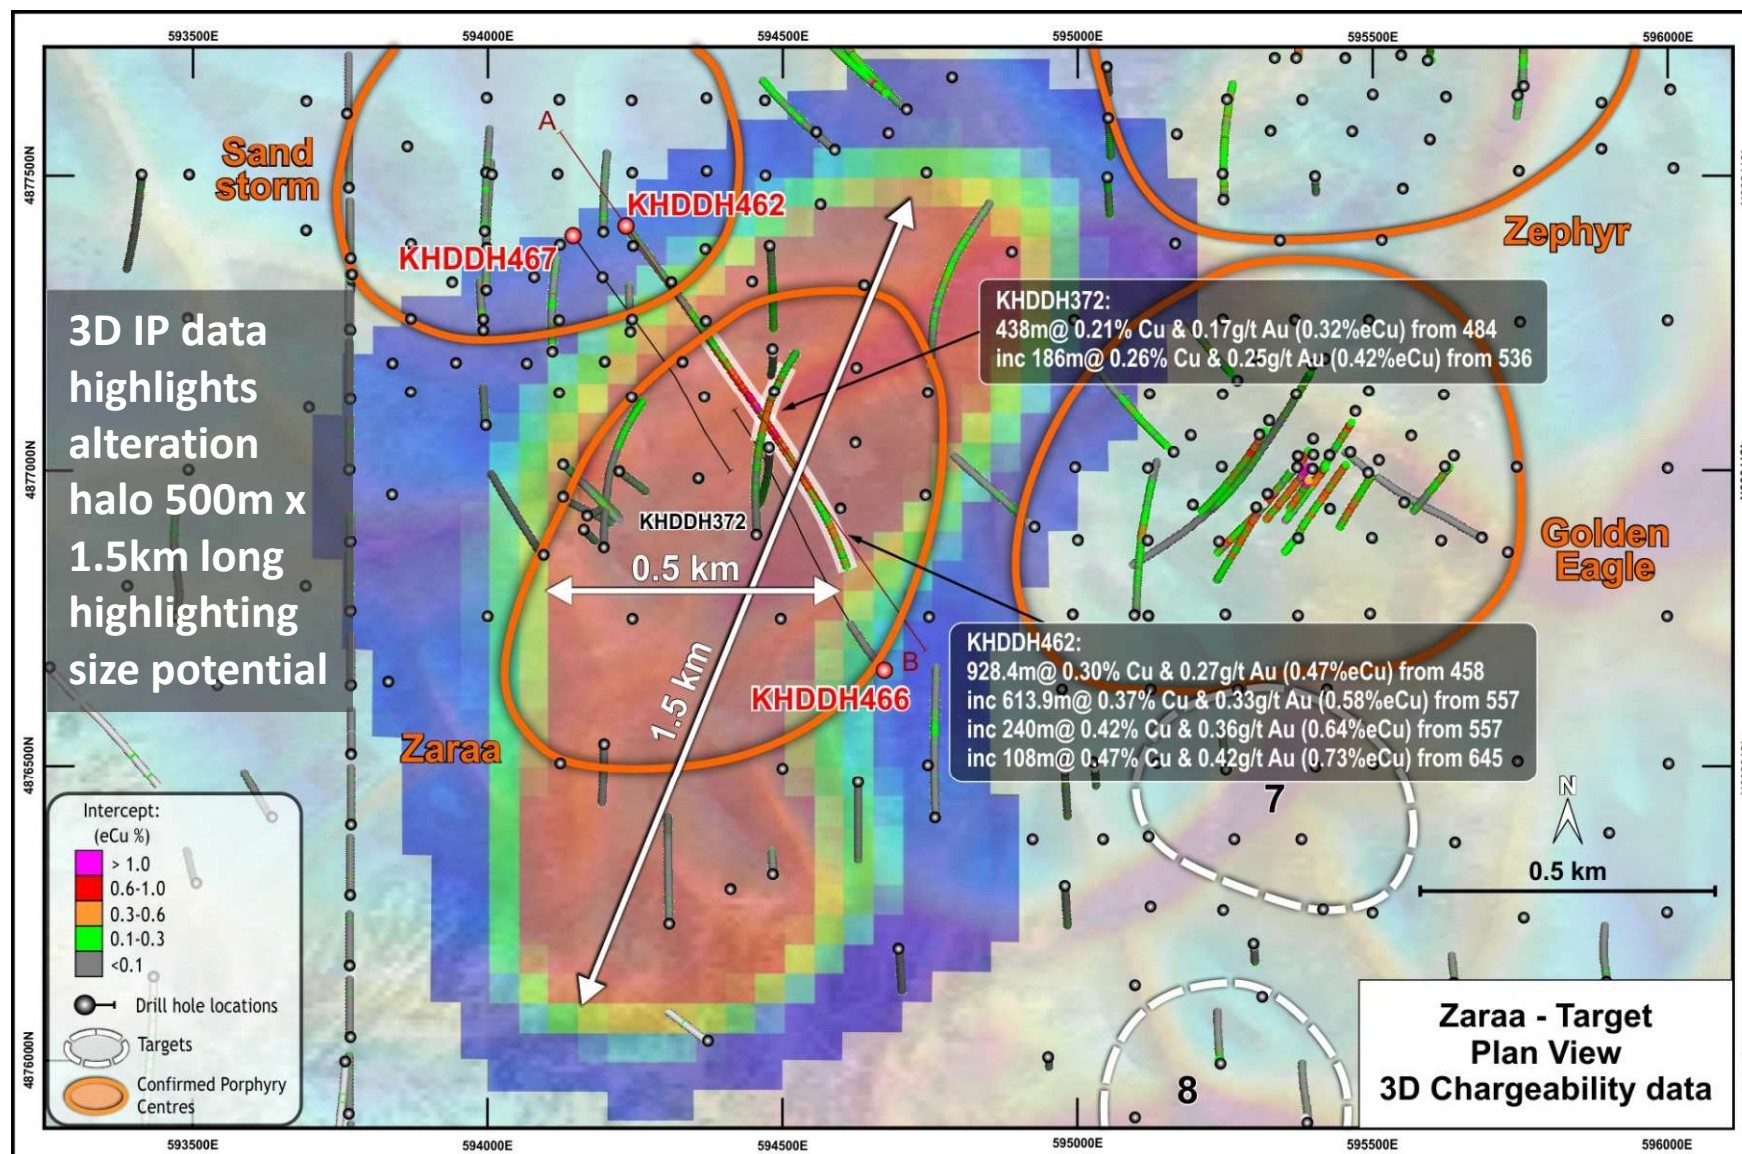 593500E
594000E
594500E
595000E
595500E
596000E
4877500N
4877000N
4876500N
4876000N
Sand
storm
A
KHDDH462
KHDDH467
Zephyr
3D IP data
highlights
alteration
halo 500m x
1.5km long
highlighting
size potential
KHDDH372:
438m@ 0.21% Cu & 0.17g/t Au (0.32%eCu) from 484
inc 186m@ 0.26% Cu & 0.25g/t Au (0.42%eCu) from 536
KHDDH372
0.5 km
1.5 km
Golden
Eagle
KHDDH462:
928.4m@ 0.30% Cu & 0.27g/t Au (0.47%eCu) from 458
inc 613.9m@ 0.37% Cu & 0.33g/t Au (0.58%eCu) from 557
inc 240m@ 0.42% Cu & 0.36g/t Au (0.64%eCu) from 557
inc 108m@ 0.47% Cu & 0.42g/t Au (0.73%eCu) from 645
B
KHDDH466
Zaraa
7
N
0.5 km
Intercept:
(eCu %)
> 1.0
0.6-1.0
0.3-0.6
0.1-0.3
<0.1
Drill hole locations
Targets
Confirmed Porphyry
Centres
8
Zaraa - Target
Plan View
3D Chargeability data
593500E
594000E
594500E
595000E
595500E
596000E